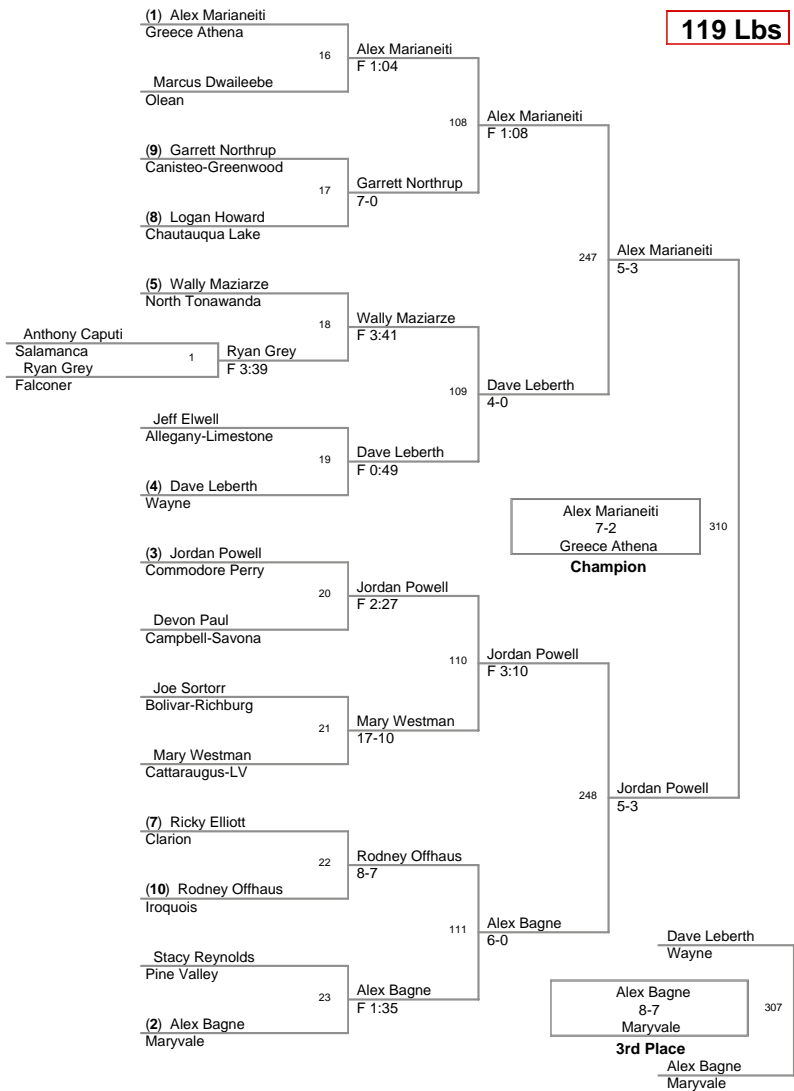 119 Lbs
(1) Alex Marianeiti
Greece Athena
16
Marcus Dwaileebe
Olean
Alex Marianeiti
F 1:04
(9) Garrett Northrup
Canisteo-Greenwood
17
(8) Logan Howard
Chautauqua Lake
Garrett Northrup
7-0
108
Alex Marianeiti
F 1:08
(5) Wally Maziarze
North Tonawanda
18
Anthony Caputi
Salamanca
1
Ryan Grey
Falconer
Ryan Grey
F 3:39
Wally Maziarze
F 3:41
Jeff Elwell
Allegany-Limestone
19
(4) Dave Leberth
Wayne
Dave Leberth
F 0:49
109
Dave Leberth
4-0
247
Alex Marianeiti
5-3
(3) Jordan Powell
Commodore Perry
20
Devon Paul
Campbell-Savona
Jordan Powell
F 2:27
Joe Sortorr
Bolivar-Richburg
21
Mary Westman
Cattaraugus-LV
Mary Westman
17-10
110
Jordan Powell
F 3:10
(7) Ricky Elliott
Clarion
22
(10) Rodney Offhaus
Iroquois
Rodney Offhaus
8-7
Stacy Reynolds
Pine Valley
23
(2) Alex Bagne
Maryvale
Alex Bagne
F 1:35
111
Alex Bagne
6-0
248
Jordan Powell
5-3
Alex Marianeiti
7-2
Greece Athena
310
Champion
Dave Leberth
Wayne
Alex Bagne
8-7
Maryvale
307
3rd Place
Alex Bagne
Maryvale